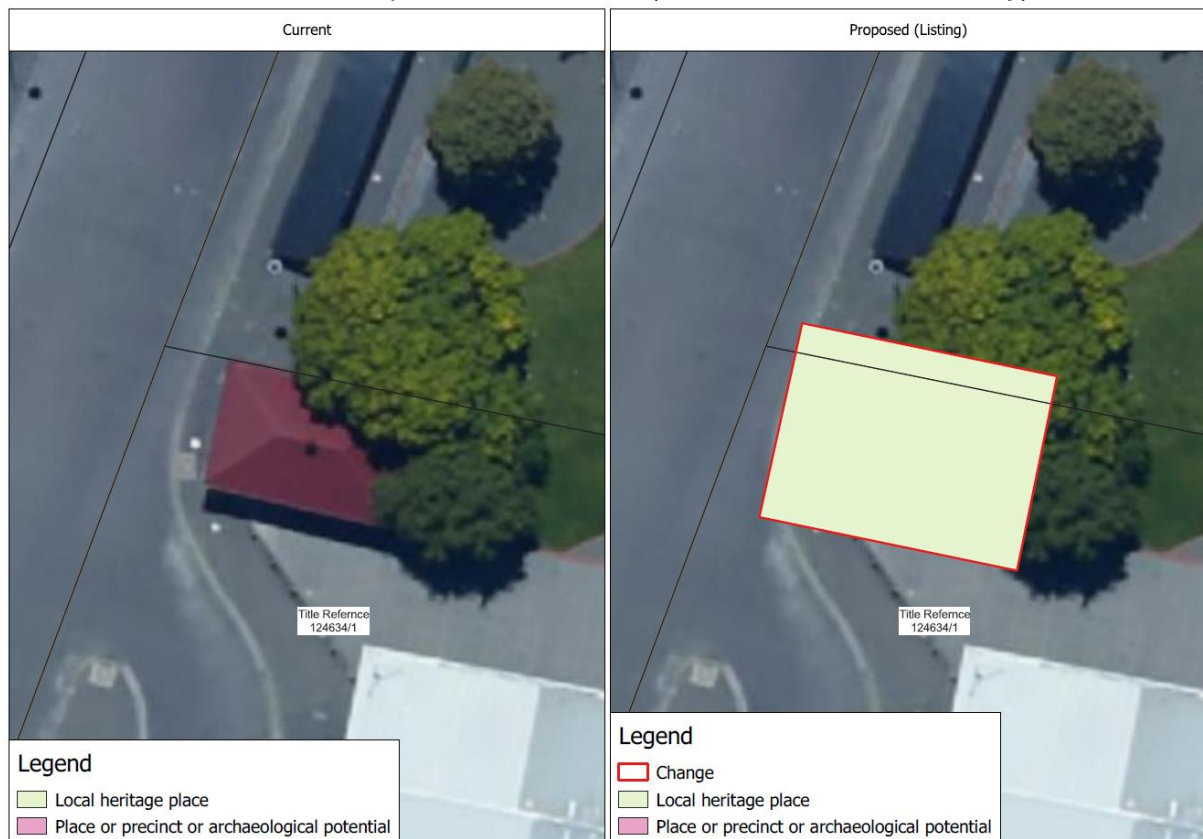 Current
Title Refernce
124634/1
Legend
Local heritage place
Place or precinct or archaeological potential
Proposed (Listing)
Title Refernce
124634/1
Legend
Change
Local heritage place
Place or precinct or archaeological potential